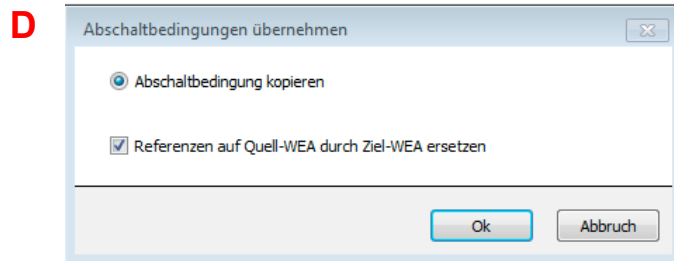 D
Abschaltbedingungen übernehmen
Abschaltbedingung kopieren
Referenzen auf Quell-WEA durch Ziel-WEA ersetzen
Ok Abbruch